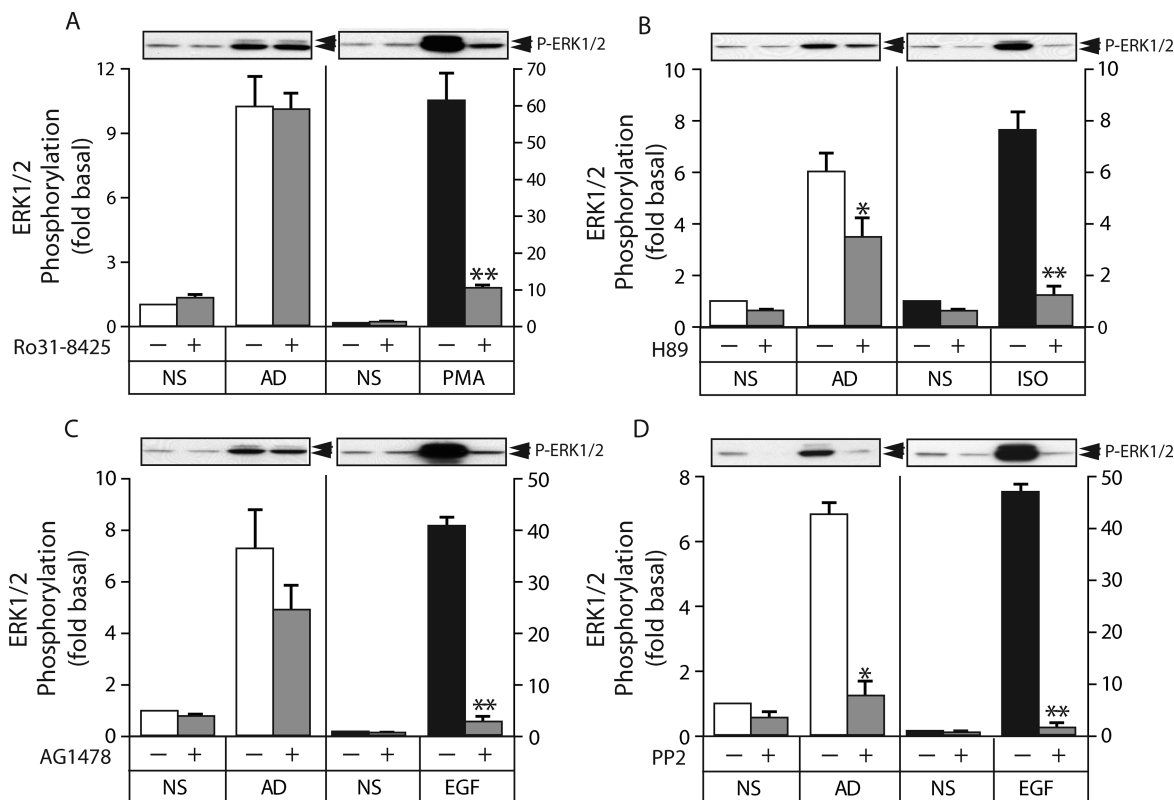 A
P-ERK1/2
12 70
60
9 50
40
6 30
3 20
10
0 0
ERK1/2
Phosphorylation
(fold basal)
**
Ro31-8425 – + – + – + – +
NS AD NS PMA
B
P-ERK1/2
10 10
8 8
6 6
4 4
2 2
0 0
ERK1/2
Phosphorylation
(fold basal)
*
**
H89 – + – + – + – +
NS AD NS ISO
C
P-ERK1/2
10 50
8 40
6 30
4 20
2 10
0 0
ERK1/2
Phosphorylation
(fold basal)
**
AG1478 – + – + – + – +
NS AD NS EGF
D
P-ERK1/2
8 50
6 40
30
4 20
2 10
0 0
ERK1/2
Phosphorylation
(fold basal)
*
**
PP2 – + – + – + – +
NS AD NS EGF